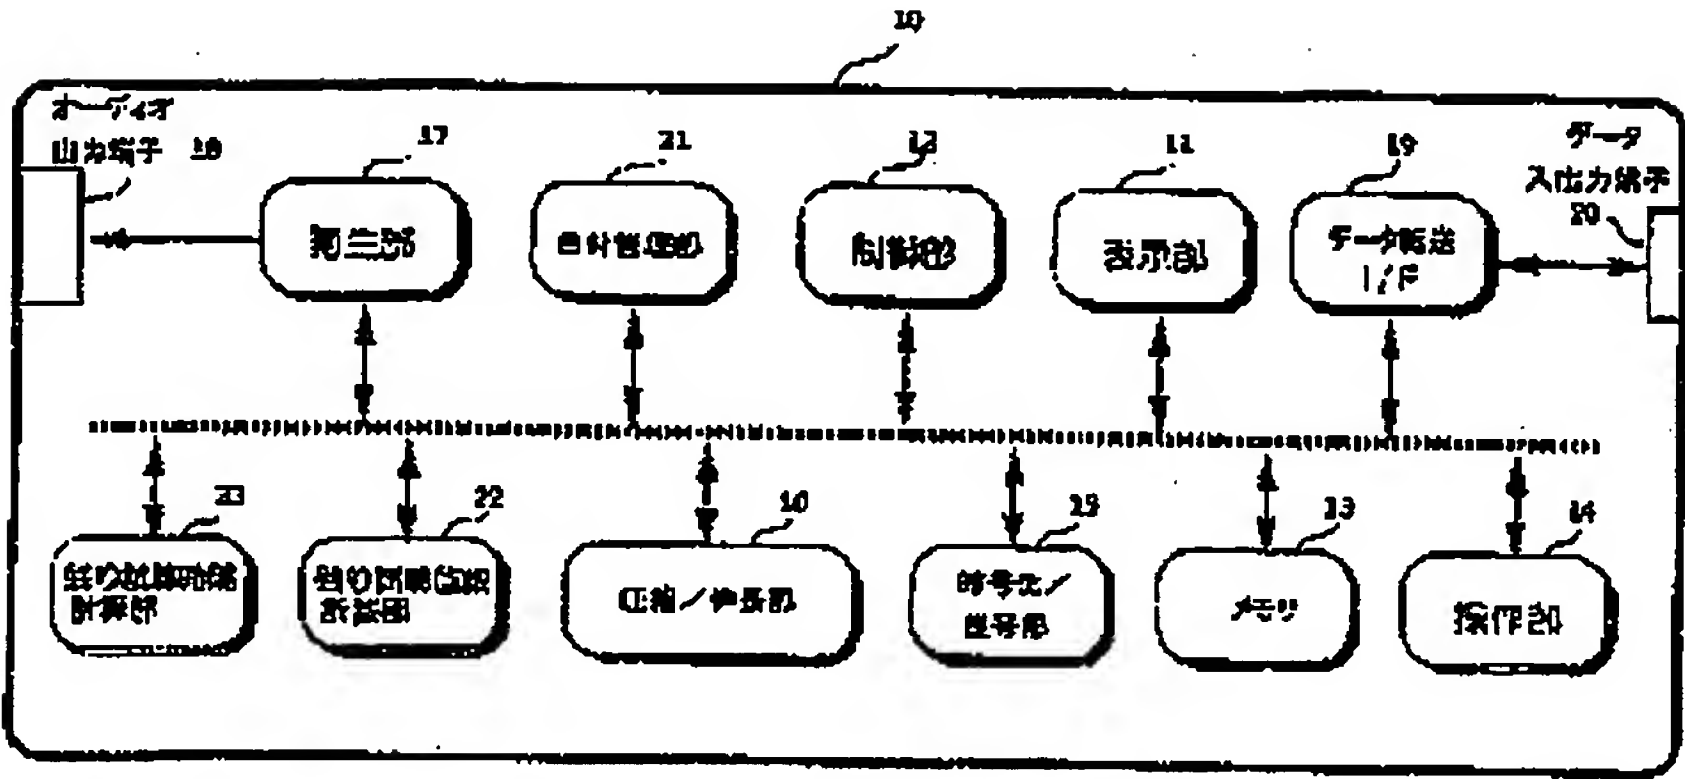 10
オーディオ
出力端子 18
17
21
12
11
19
データ
入出力端子
20
再生部
日時管理部
制御部
表示部
データ転送
I/F
23
22
15
13
14
計算部
圧縮/伸長部
暗号化/
復号部
メモリ
操作部